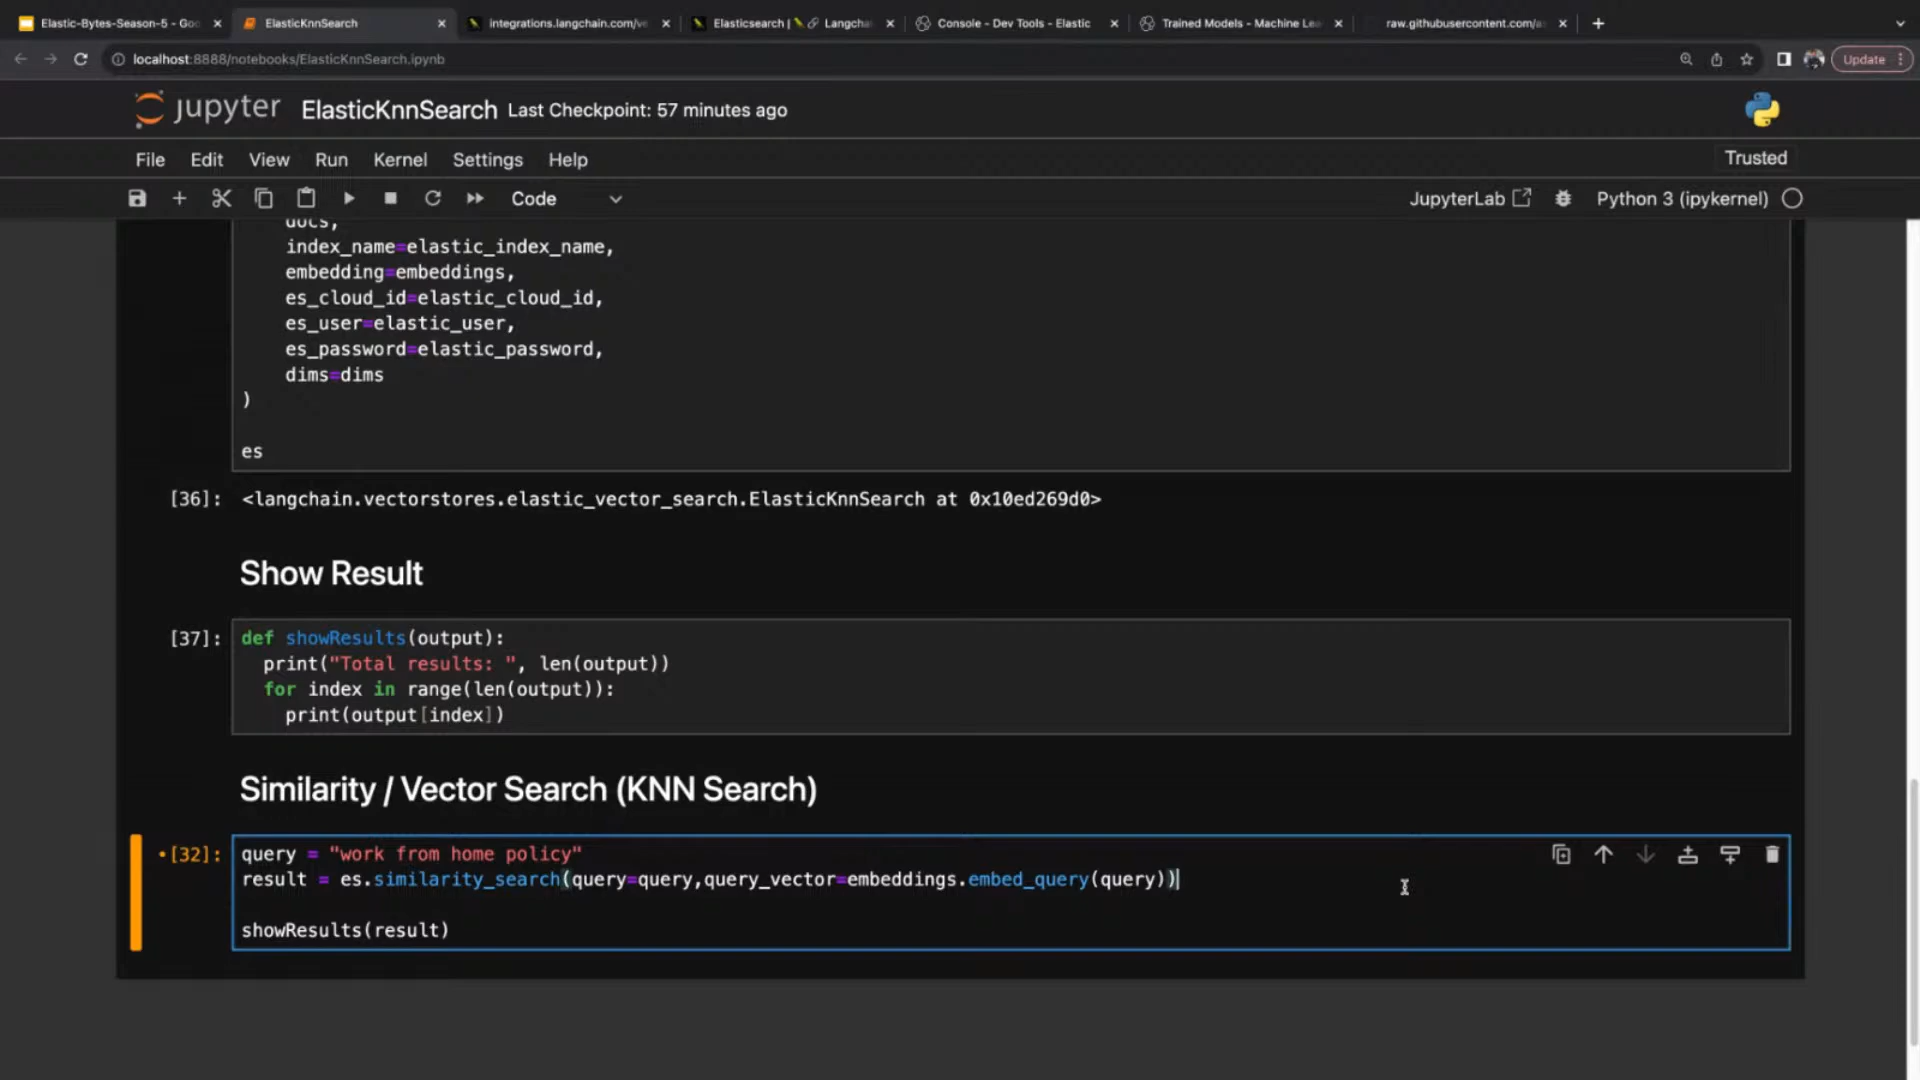 Elastic-Bytes-Season-5 - Goo
ElasticKnnSearch
integrations.langchain.com/ve
Elasticsearch | Langcha
Console - Dev Tools - Elastic
Trained Models - Machine Lea
raw.githubusercontent.com/as
localhost:8888/notebooks/ElasticKnnSearch.ipynb
Update
jupyter ElasticKnnSearch Last Checkpoint: 57 minutes ago
File Edit View Run Kernel Settings Help
Trusted
Code
JupyterLab
Python 3 (ipykernel)
docs,
index_name=elastic_index_name,
embedding=embeddings,
es_cloud_id=elastic_cloud_id,
es_user=elastic_user,
es_password=elastic_password,
dims=dims
)
es
[36]: <langchain.vectorstores.elastic_vector_search.ElasticKnnSearch at 0x10ed269d0>
Show Result
[37]: def showResults(output):
print("Total results: ", len(output))
for index in range(len(output)):
print(output[index])
Similarity / Vector Search (KNN Search)
•[32]: query = "work from home policy"
result = es.similarity_search(query=query,query_vector=embeddings.embed_query(query))
showResults(result)